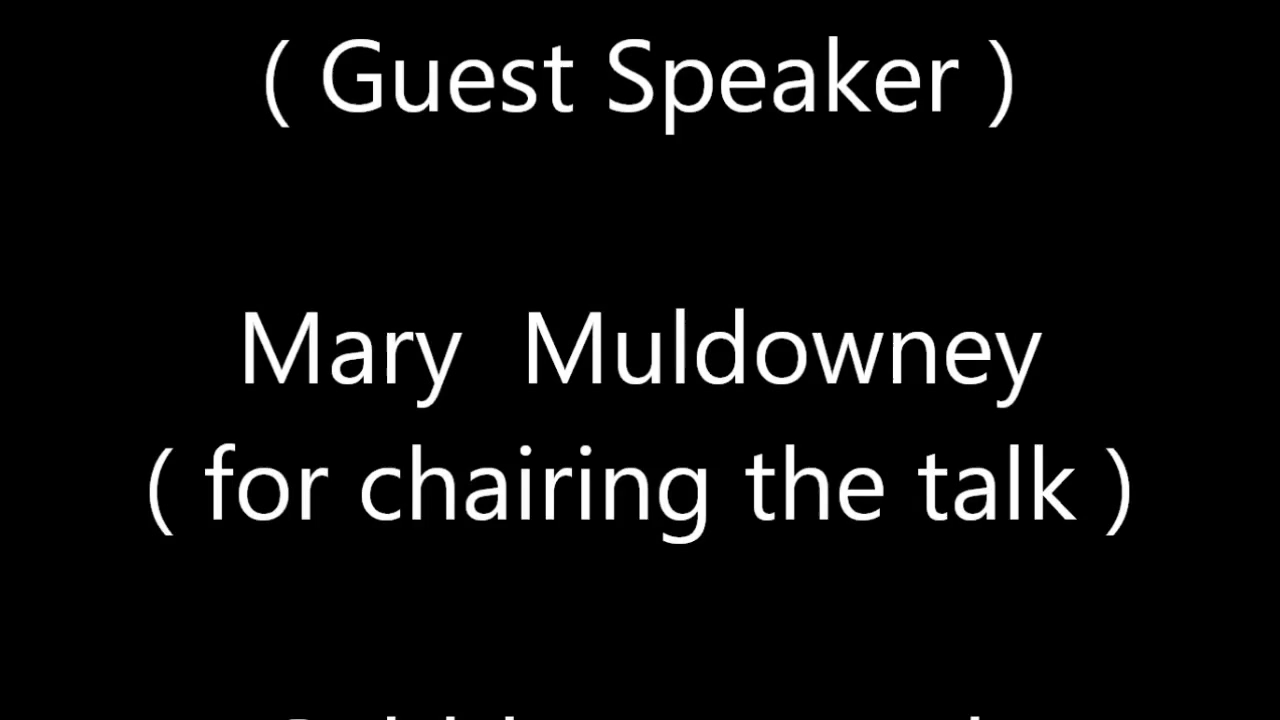 ( Guest Speaker )
Mary Muldowney
( for chairing the talk )